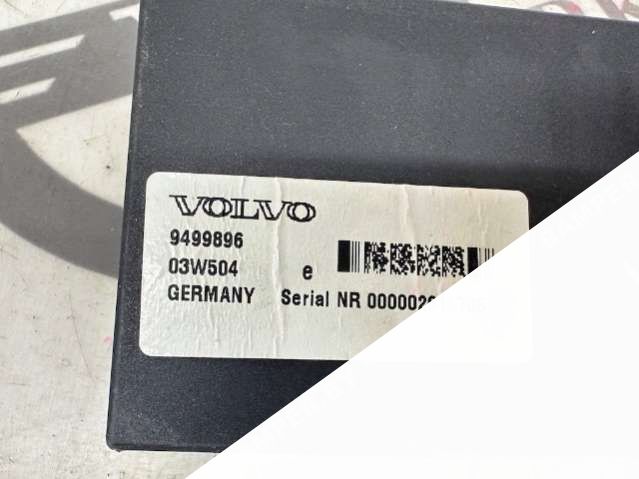 VOLVO
9499896
03W504
e
GERMANY Serial NR